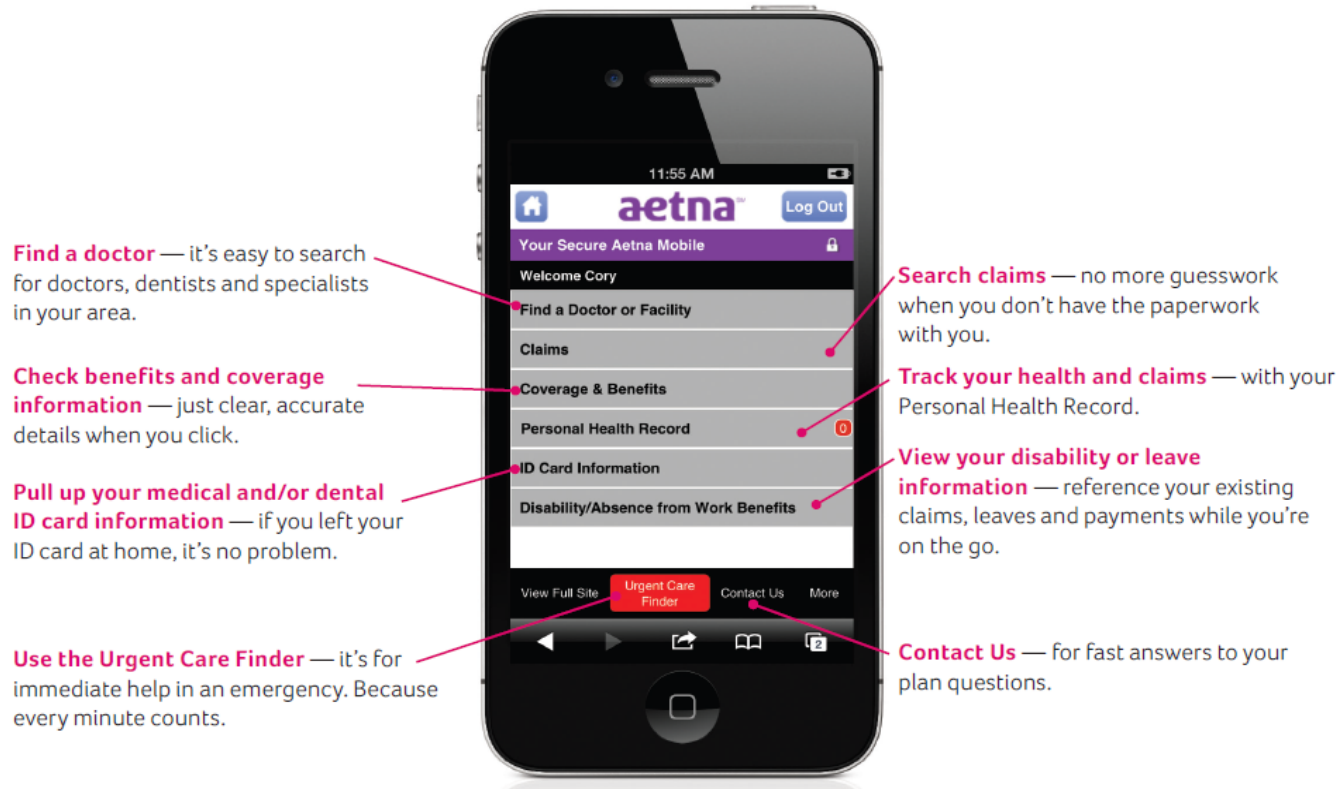 11:55 AM
aetna℠
Log Out
Your Secure Aetna Mobile
Welcome Cory
Find a Doctor or Facility
Claims
Coverage & Benefits
Personal Health Record
0
ID Card Information
Disability/Absence from Work Benefits
View Full Site
Urgent Care
Finder
Contact Us
More
2
Find a doctor — it’s easy to search
for doctors, dentists and specialists
in your area.
Check benefits and coverage
information — just clear, accurate
details when you click.
Pull up your medical and/or dental
ID card information — if you left your
ID card at home, it’s no problem.
Use the Urgent Care Finder — it’s for
immediate help in an emergency. Because
every minute counts.
Search claims — no more guesswork
when you don’t have the paperwork
with you.
Track your health and claims — with your
Personal Health Record.
View your disability or leave
information — reference your existing
claims, leaves and payments while you’re
on the go.
Contact Us — for fast answers to your
plan questions.